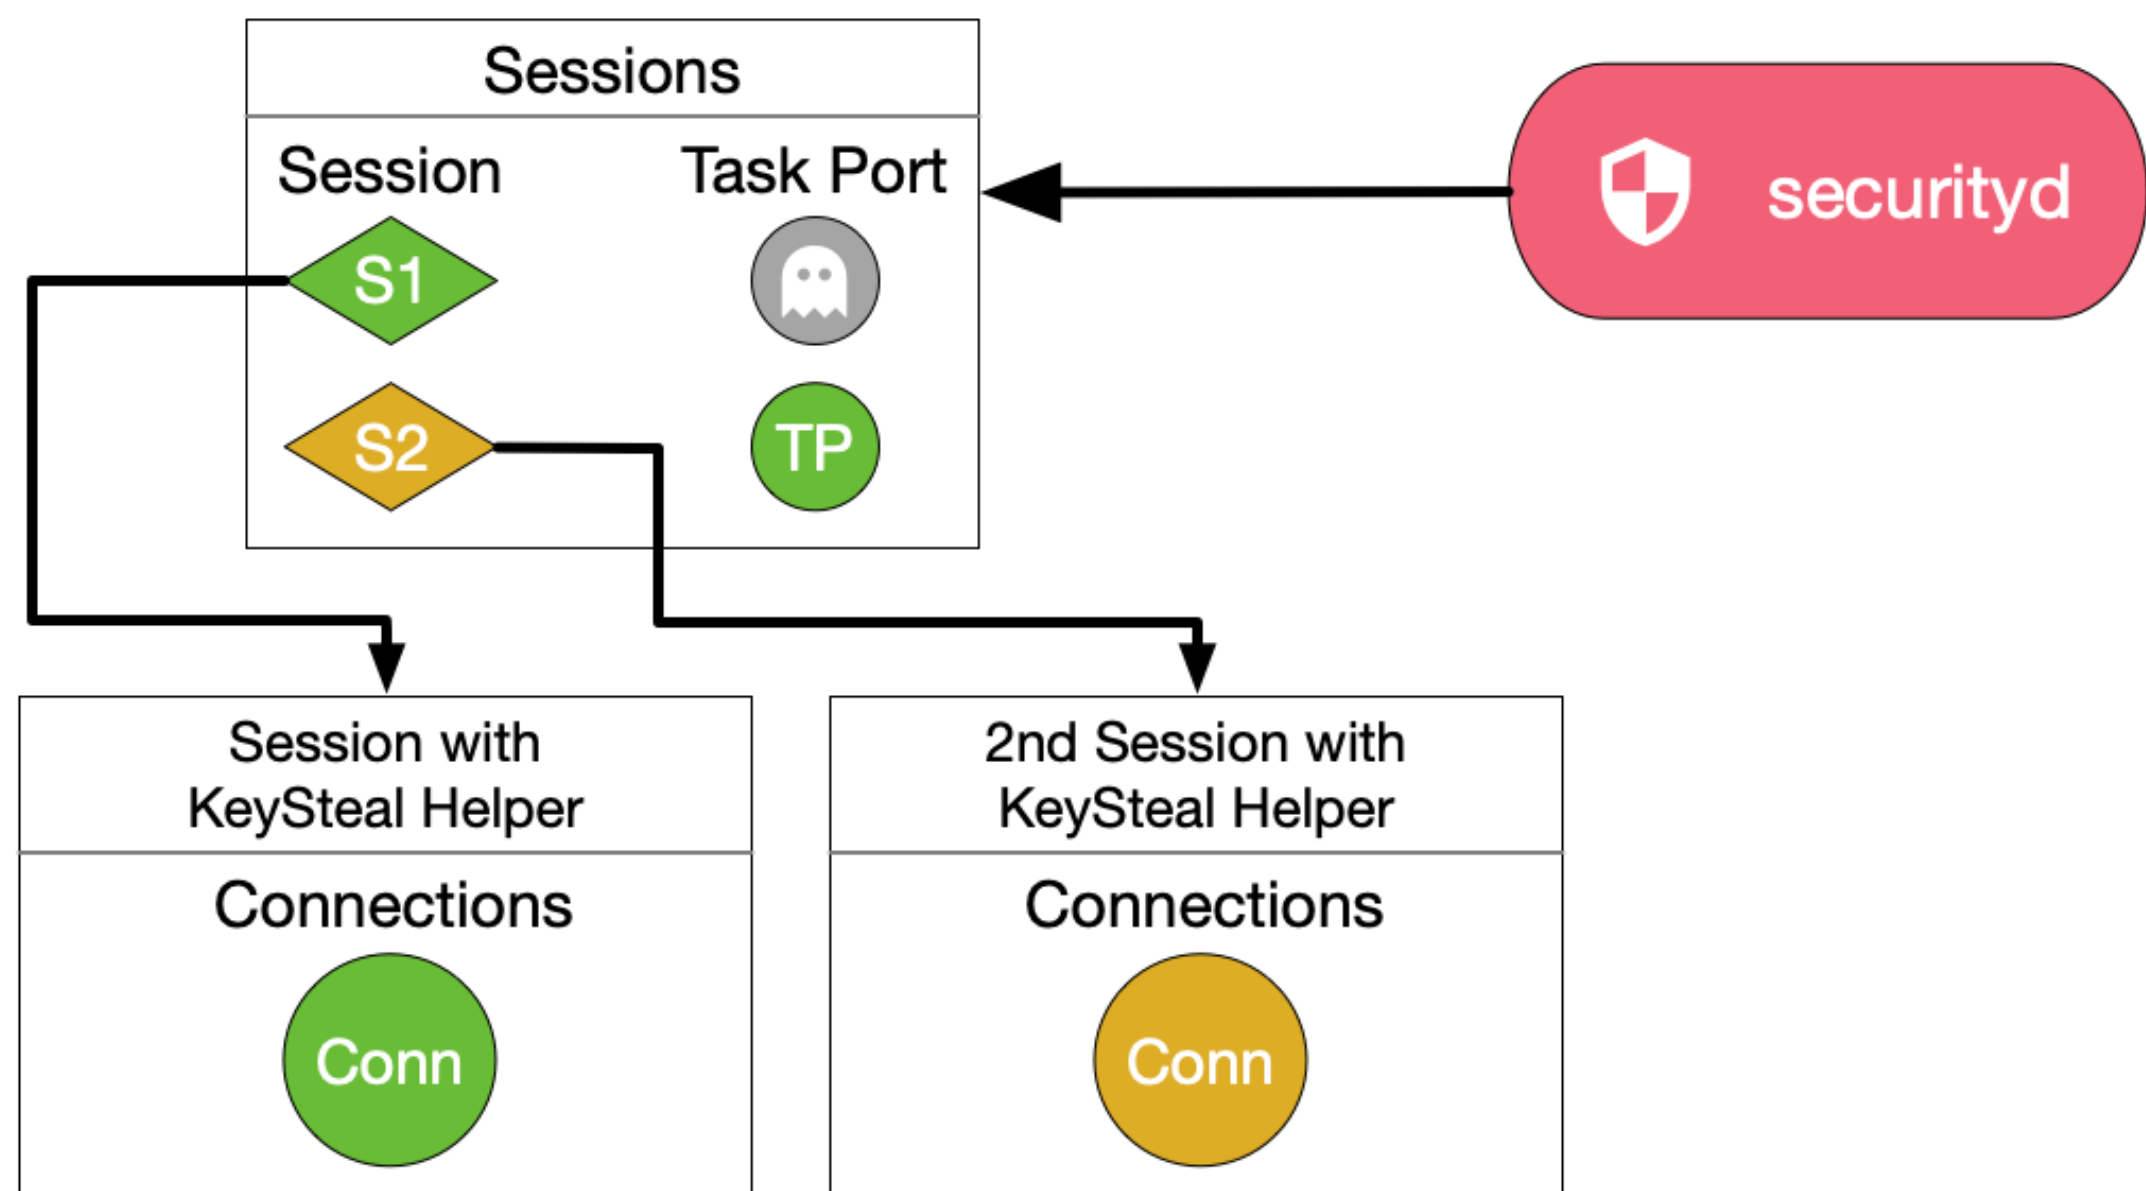 Sessions
securityd
Session
Task Port
S1
S2
TP
Session with
KeySteal Helper
Connections
Conn
2nd Session with
KeySteal Helper
Connections
Conn